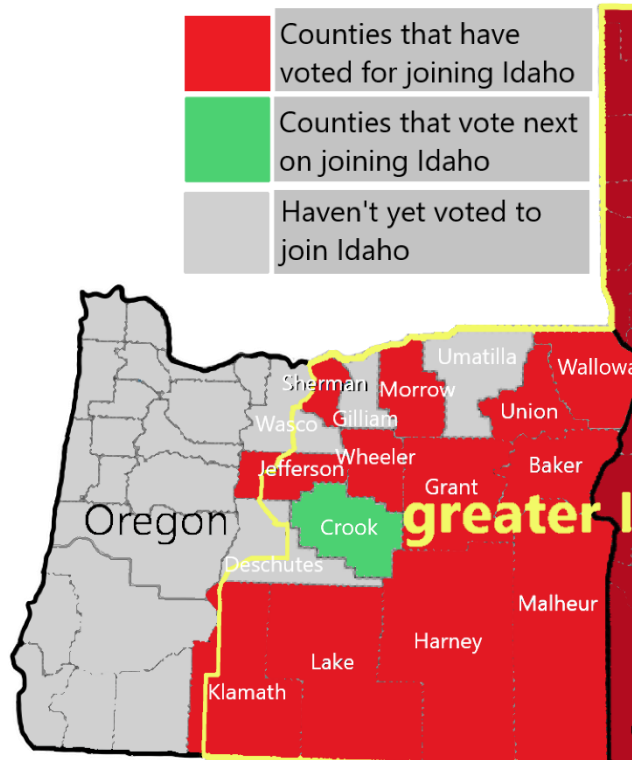 Counties that have
voted for joining Idaho
Counties that vote next
on joining Idaho
Haven't yet voted to
join Idaho
Umatilla
Wallowa
Sherman
Morrow
Gilliam
Union
Wasco
Wheeler
Jefferson
Baker
Grant
Oregon
Crook
greater I
Deschutes
Malheur
Harney
Lake
Klamath